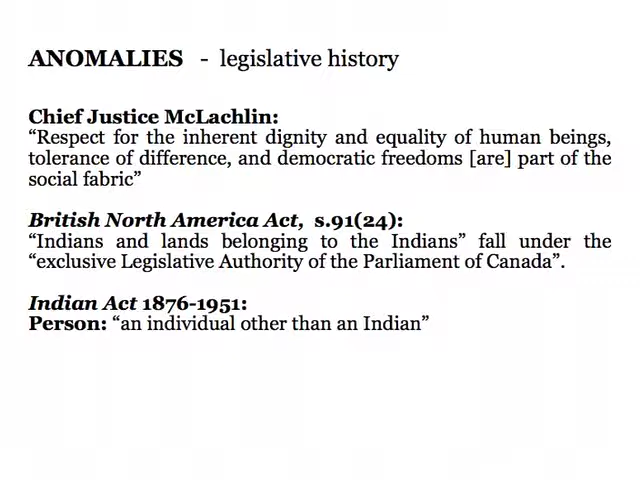 ANOMALIES - legislative history
Chief Justice McLachlin:
“Respect for the inherent dignity and equality of human beings,
tolerance of difference, and democratic freedoms [are] part of the
social fabric”
British North America Act, s.91(24):
“Indians and lands belonging to the Indians” fall under the
“exclusive Legislative Authority of the Parliament of Canada”.
Indian Act 1876-1951:
Person: “an individual other than an Indian”